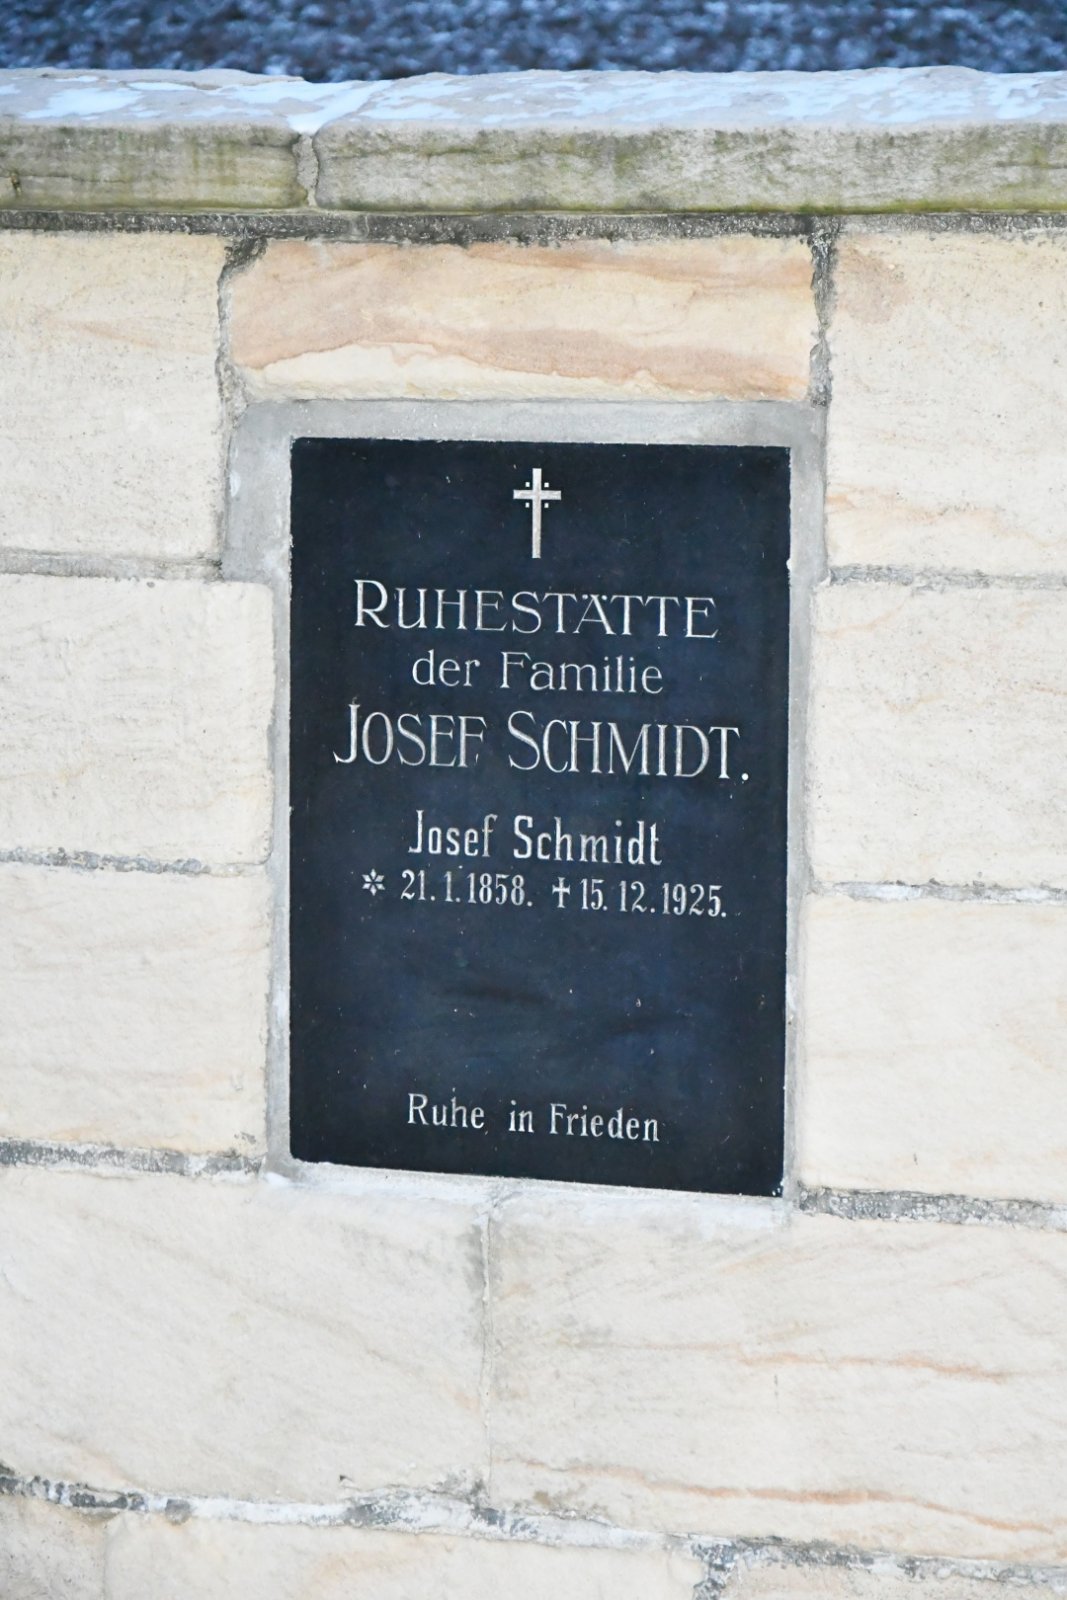 RUHESTÄTTE
der Familie
JOSEF SCHMIDT.
Josef Schmidt
* 21. 1. 1858. † 15. 12. 1925.
Ruhe in Frieden